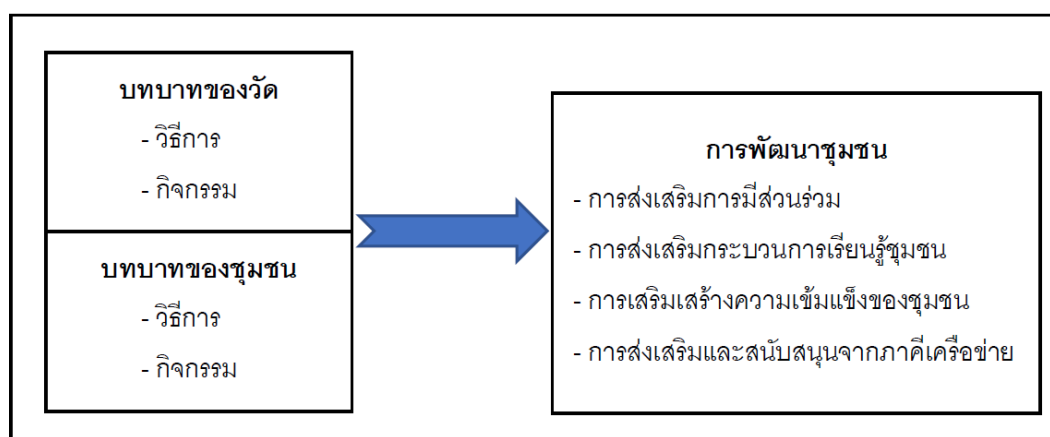 บทบาทของวัด
- วิธีการ
- กิจกรรม
บทบาทของชุมชน
- วิธีการ
- กิจกรรม
การพัฒนาชุมชน
- การส่งเสริมการมีส่วนร่วม
- การส่งเสริมกระบวนการเรียนรู้ชุมชน
- การเสริมเสร้างความเข้มแข็งของชุมชน
- การส่งเสริมและสนับสนุนจากภาคีเครือข่าย